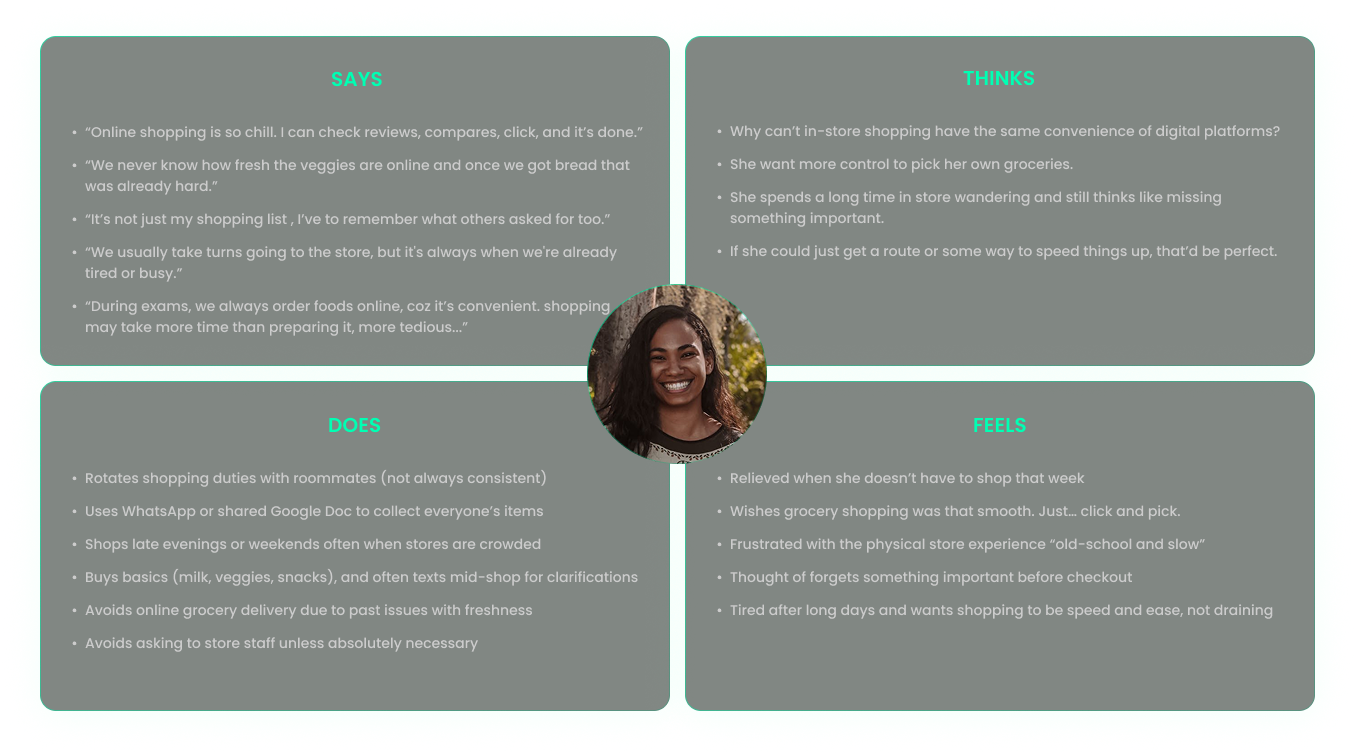 SAYS
• “Online shopping is so chill. I can check reviews, compares, click, and it’s done.”
• “We never know how fresh the veggies are online and once we got bread that
was already hard.”
• “It’s not just my shopping list , I’ve to remember what others asked for too.”
• “We usually take turns going to the store, but it's always when we're already
tired or busy.”
• “During exams, we always order foods online, coz it’s convenient. shopping
may take more time than preparing it, more tedious...”
THINKS
• Why can’t in-store shopping have the same convenience of digital platforms?
• She want more control to pick her own groceries.
• She spends a long time in store wandering and still thinks like missing
something important.
• If she could just get a route or some way to speed things up, that’d be perfect.
DOES
• Rotates shopping duties with roommates (not always consistent)
• Uses WhatsApp or shared Google Doc to collect everyone’s items
• Shops late evenings or weekends often when stores are crowded
• Buys basics (milk, veggies, snacks), and often texts mid-shop for clarifications
• Avoids online grocery delivery due to past issues with freshness
• Avoids asking to store staff unless absolutely necessary
FEELS
• Relieved when she doesn’t have to shop that week
• Wishes grocery shopping was that smooth. Just... click and pick.
• Frustrated with the physical store experience “old-school and slow”
• Thought of forgets something important before checkout
• Tired after long days and wants shopping to be speed and ease, not draining